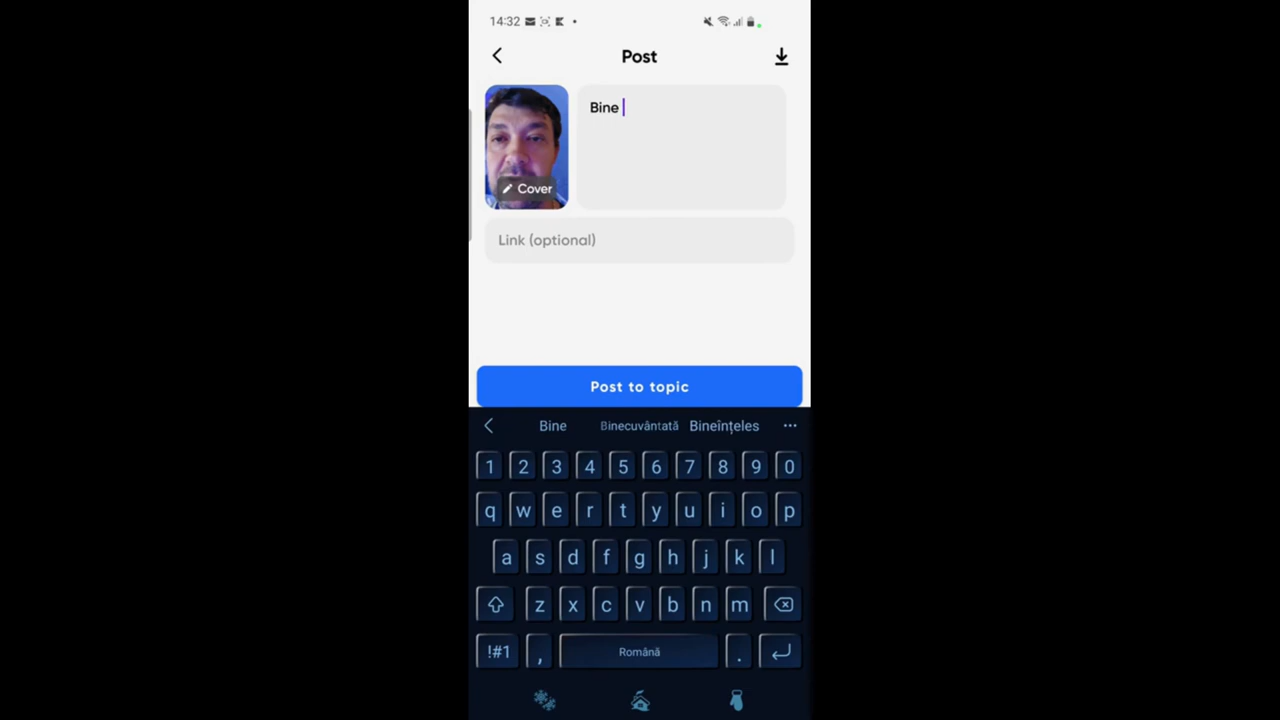 14:32
Post
Bine
Cover
Link (optional)
Post to topic
Bine Binecuvântată Bineînțeles
1 2 3 4 5 6 7 8 9 0
q w e r t y u i o p
a s d f g h j k l
z x c v b n m
!#1 , Română .